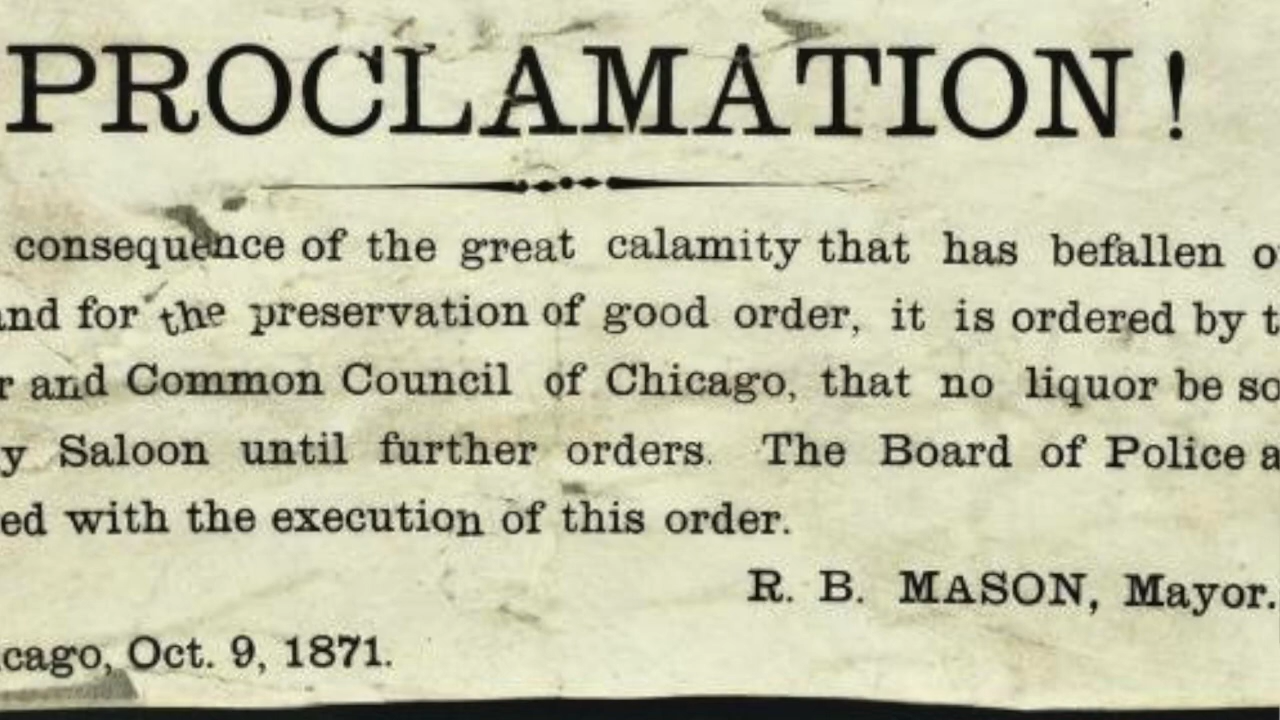 PROCLAMATION!
consequence of the great calamity that has befallen o
and for the preservation of good order, it is ordered by t
r and Common Council of Chicago, that no liquor be so
y Saloon until further orders. The Board of Police a
ed with the execution of this order.
R. B. MASON, Mayor.
cago, Oct. 9, 1871.